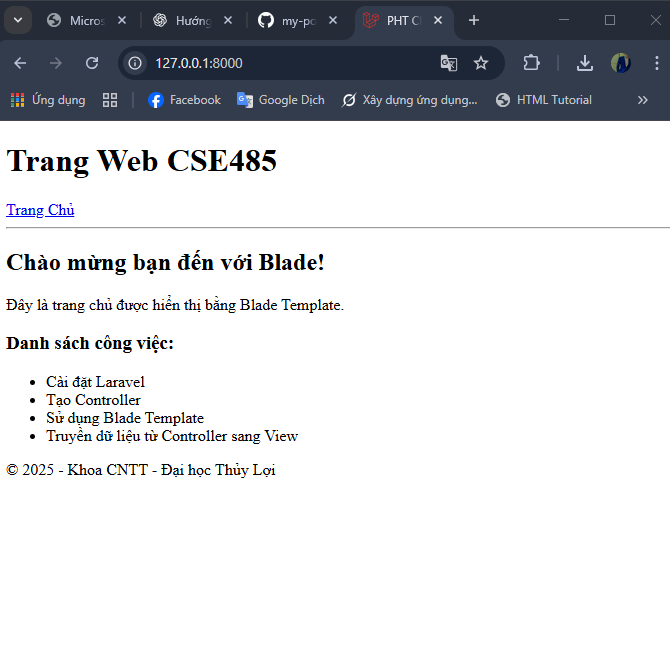 Micros
Hướng
my-po
PHT C
127.0.0.1:8000
Ứng dụng
Facebook
Google Dịch
Xây dựng ứng dụng...
HTML Tutorial
Trang Web CSE485
Trang Chủ
Chào mừng bạn đến với Blade!
Đây là trang chủ được hiển thị bằng Blade Template.
Danh sách công việc:
Cài đặt Laravel
Tạo Controller
Sử dụng Blade Template
Truyền dữ liệu từ Controller sang View
© 2025 - Khoa CNTT - Đại học Thủy Lợi